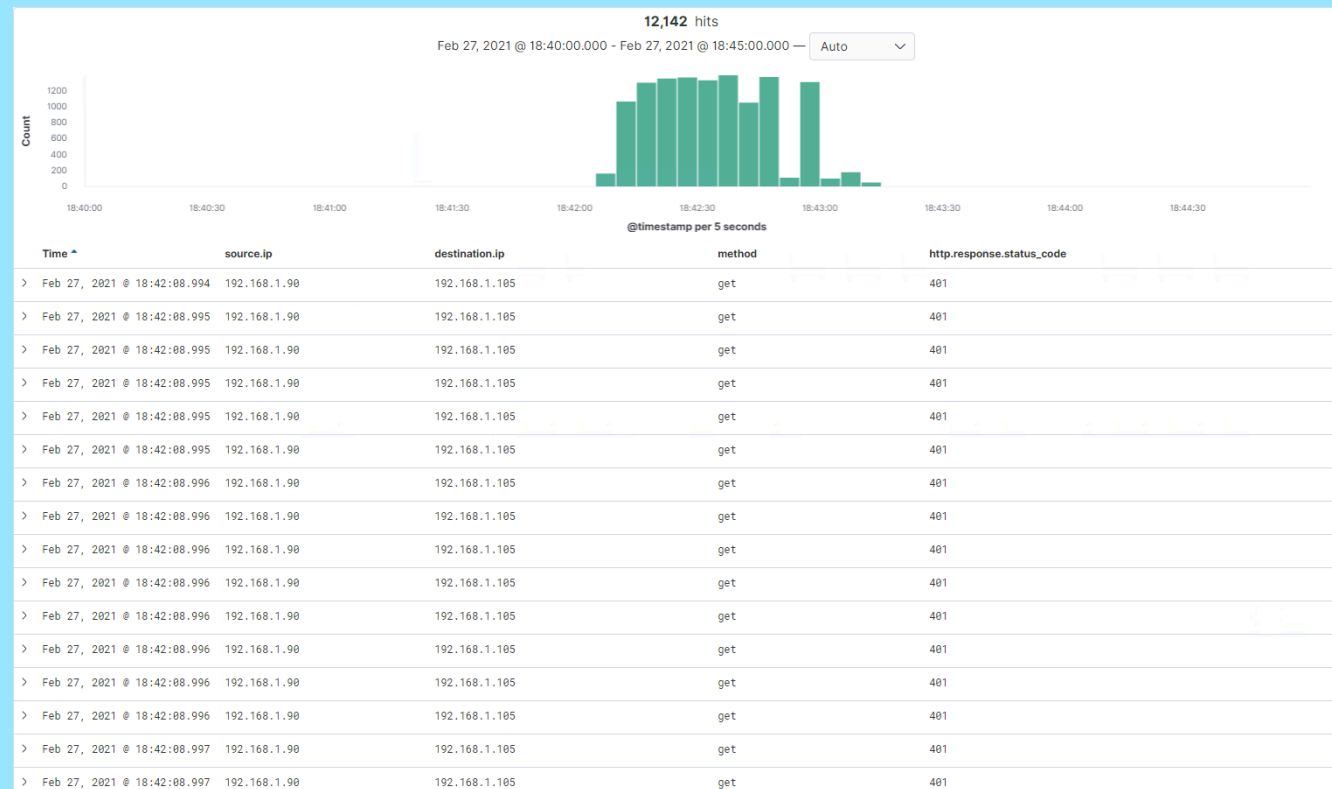 12,142 hits
Feb 27, 2021 @ 18:40:00.000 - Feb 27, 2021 @ 18:45:00.000 — Auto
Count
1200
1000
800
600
400
200
0
18:40:00 18:40:30 18:41:00 18:41:30 18:42:00 18:42:30 18:43:00 18:43:30 18:44:00 18:44:30
@timestamp per 5 seconds
Time source.ip destination.ip method http.response.status_code
Feb 27, 2021 @ 18:42:08.994 192.168.1.90 192.168.1.105 get 401
Feb 27, 2021 @ 18:42:08.995 192.168.1.90 192.168.1.105 get 401
Feb 27, 2021 @ 18:42:08.995 192.168.1.90 192.168.1.105 get 401
Feb 27, 2021 @ 18:42:08.995 192.168.1.90 192.168.1.105 get 401
Feb 27, 2021 @ 18:42:08.995 192.168.1.90 192.168.1.105 get 401
Feb 27, 2021 @ 18:42:08.995 192.168.1.90 192.168.1.105 get 401
Feb 27, 2021 @ 18:42:08.996 192.168.1.90 192.168.1.105 get 401
Feb 27, 2021 @ 18:42:08.996 192.168.1.90 192.168.1.105 get 401
Feb 27, 2021 @ 18:42:08.996 192.168.1.90 192.168.1.105 get 401
Feb 27, 2021 @ 18:42:08.996 192.168.1.90 192.168.1.105 get 401
Feb 27, 2021 @ 18:42:08.996 192.168.1.90 192.168.1.105 get 401
Feb 27, 2021 @ 18:42:08.996 192.168.1.90 192.168.1.105 get 401
Feb 27, 2021 @ 18:42:08.996 192.168.1.90 192.168.1.105 get 401
Feb 27, 2021 @ 18:42:08.996 192.168.1.90 192.168.1.105 get 401
Feb 27, 2021 @ 18:42:08.997 192.168.1.90 192.168.1.105 get 401
Feb 27, 2021 @ 18:42:08.997 192.168.1.90 192.168.1.105 get 401